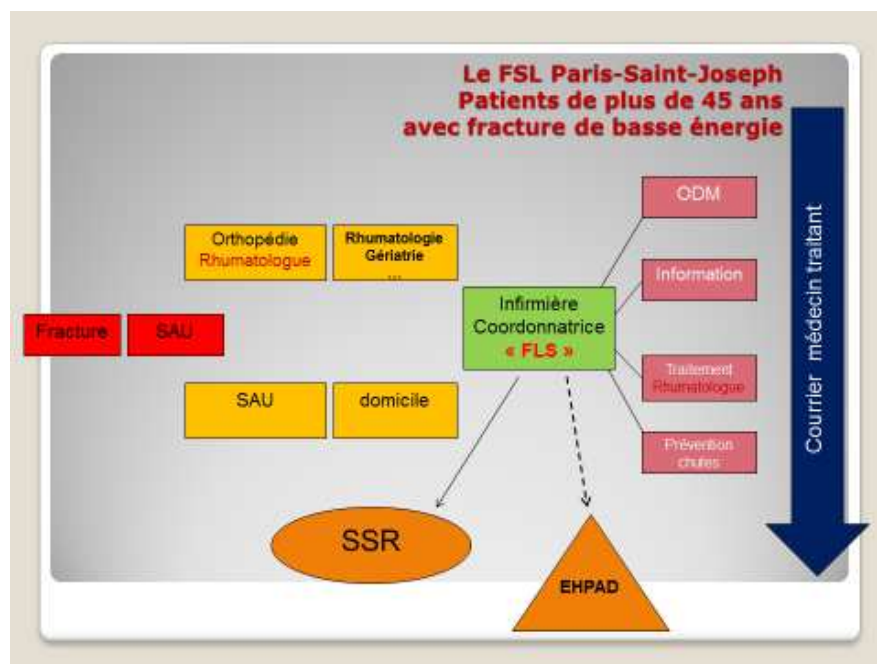 Le FSL Paris-Saint-Joseph
Patients de plus de 45 ans
avec fracture de basse énergie
ODM
Orthopédie
Rhumatologue
Rhumatologie
Gériatrie
...
Information
Infirmière
Coordonnatrice
« FLS »
Fracture
SAU
Traitement
Rhumatologue
SAU
domicile
Prévention
chutes
SSR
EHPAD
Courrier médecin traitant